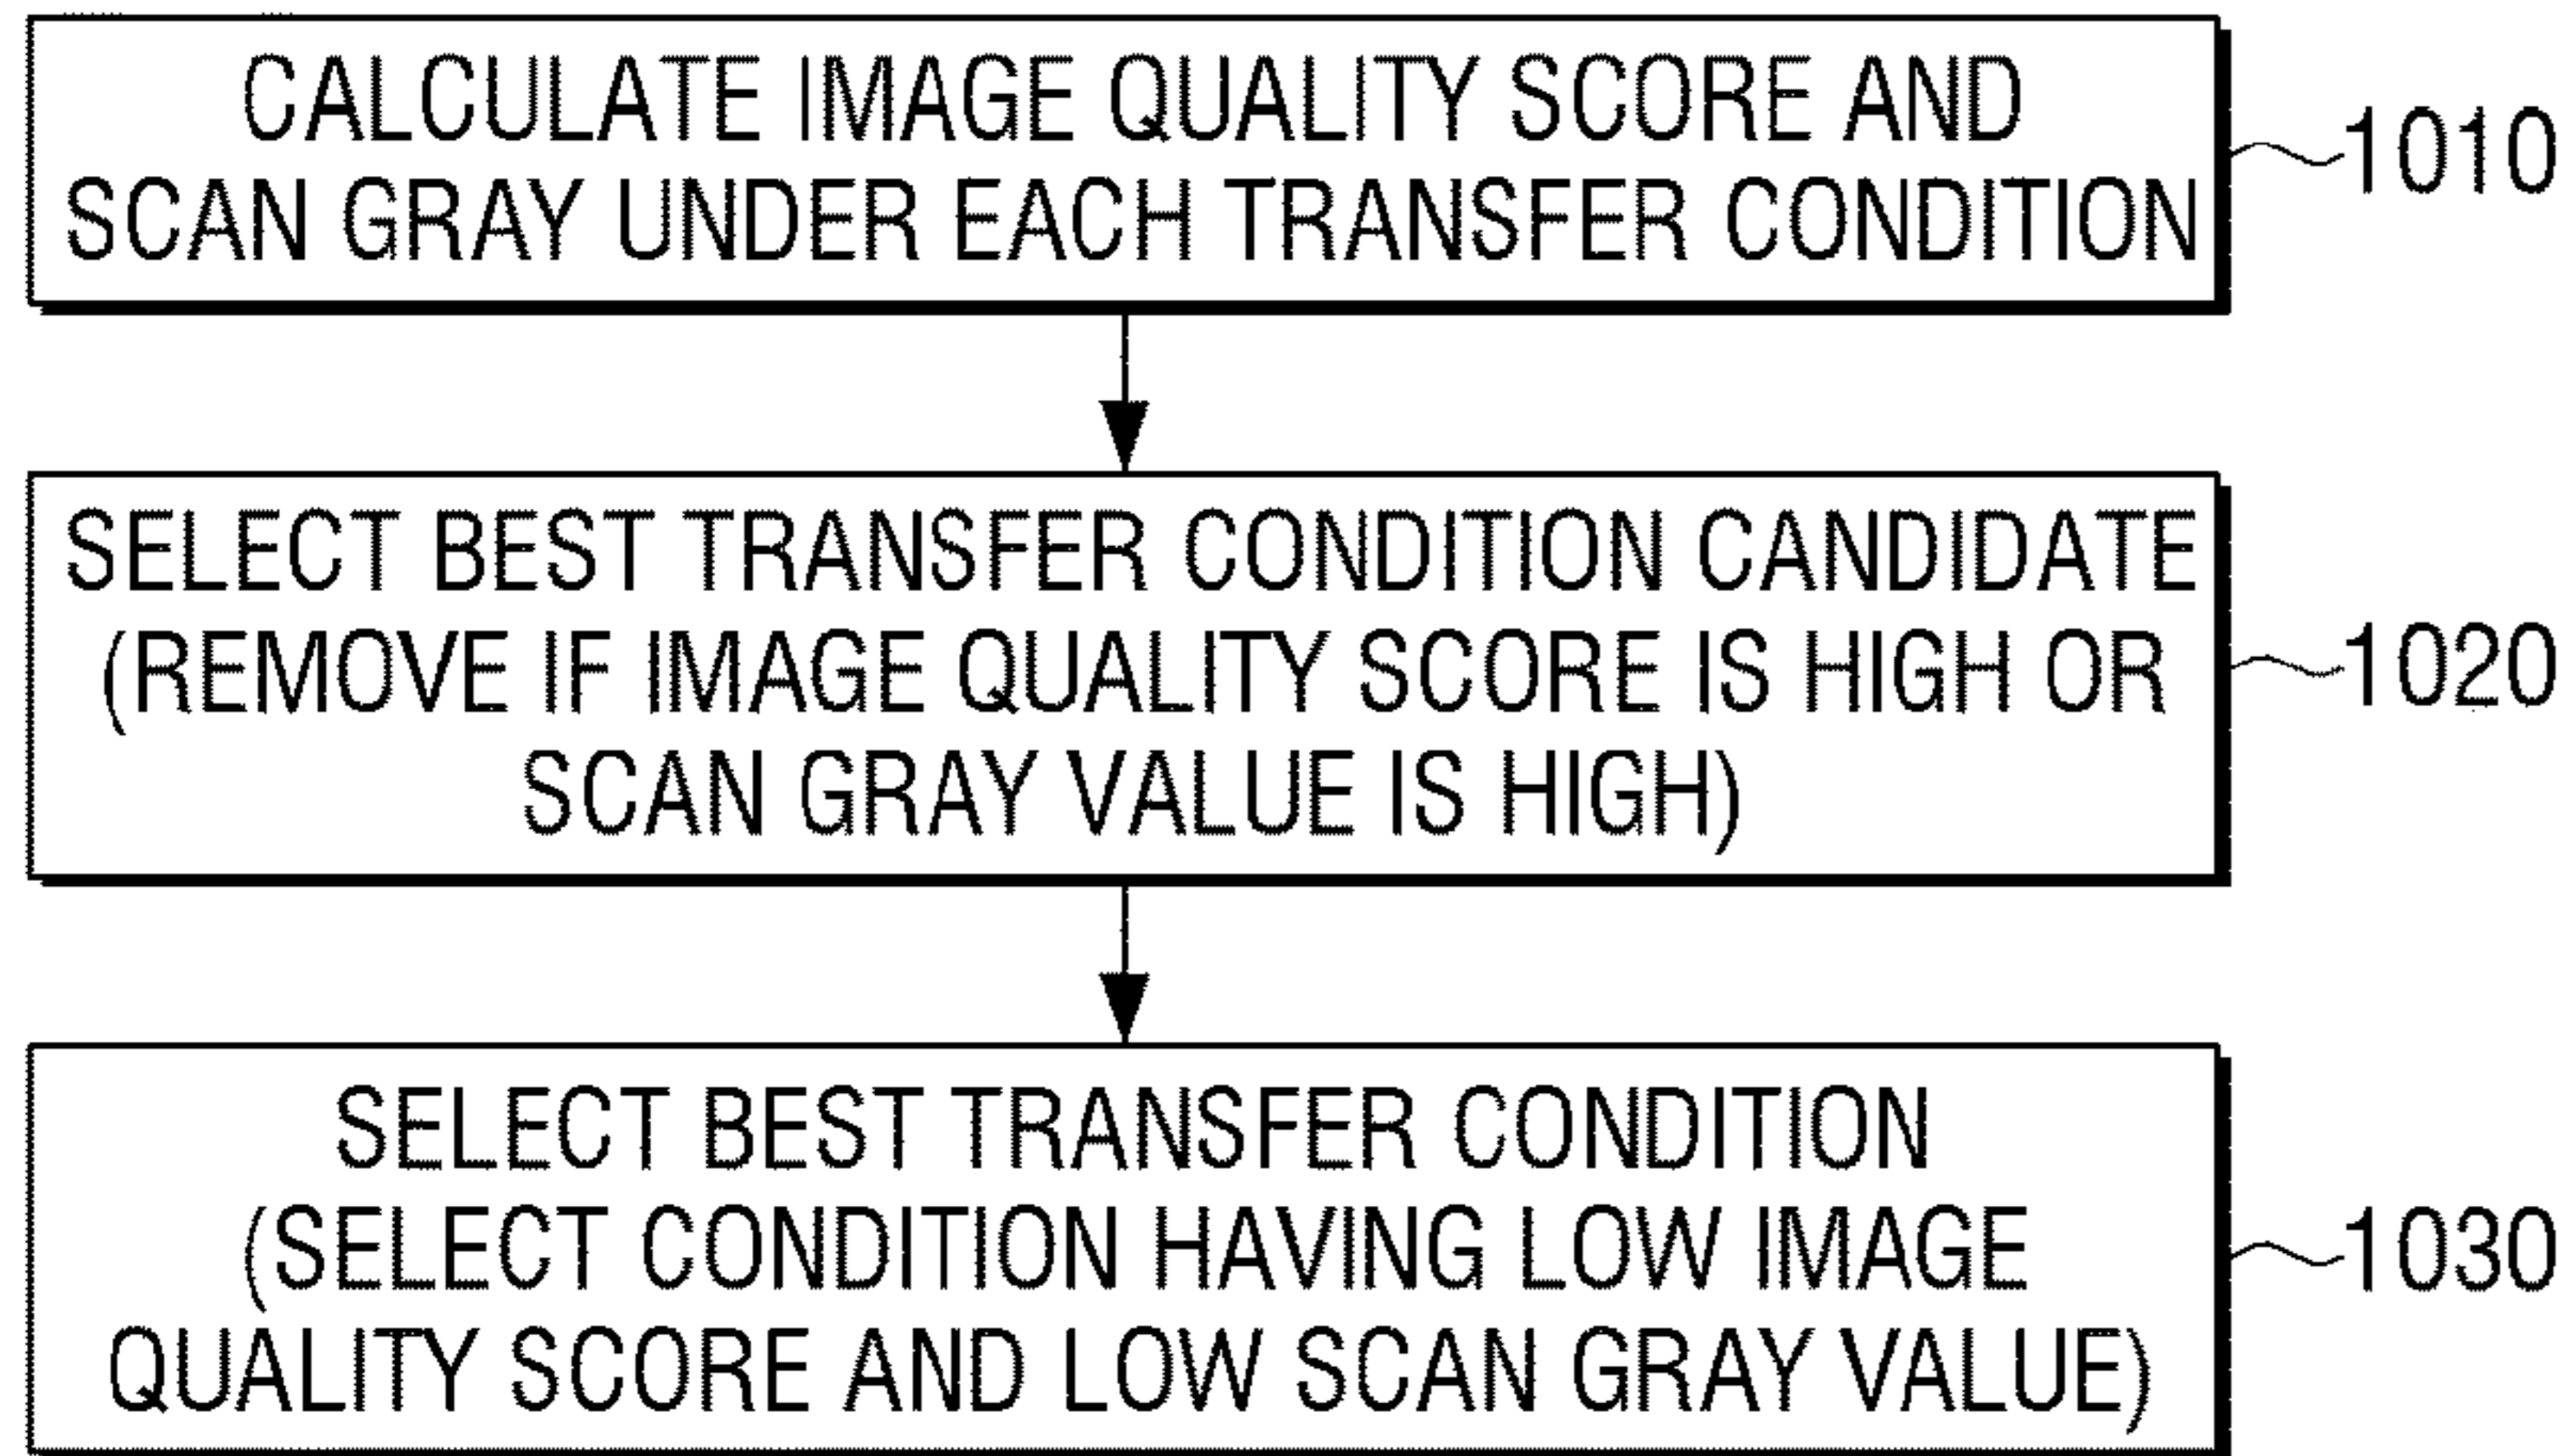 CALCULATE IMAGE QUALITY SCORE AND
SCAN GRAY UNDER EACH TRANSFER CONDITION
1010
SELECT BEST TRANSFER CONDITION CANDIDATE
(REMOVE IF IMAGE QUALITY SCORE IS HIGH OR
SCAN GRAY VALUE IS HIGH)
1020
SELECT BEST TRANSFER CONDITION
(SELECT CONDITION HAVING LOW IMAGE
QUALITY SCORE AND LOW SCAN GRAY VALUE)
1030